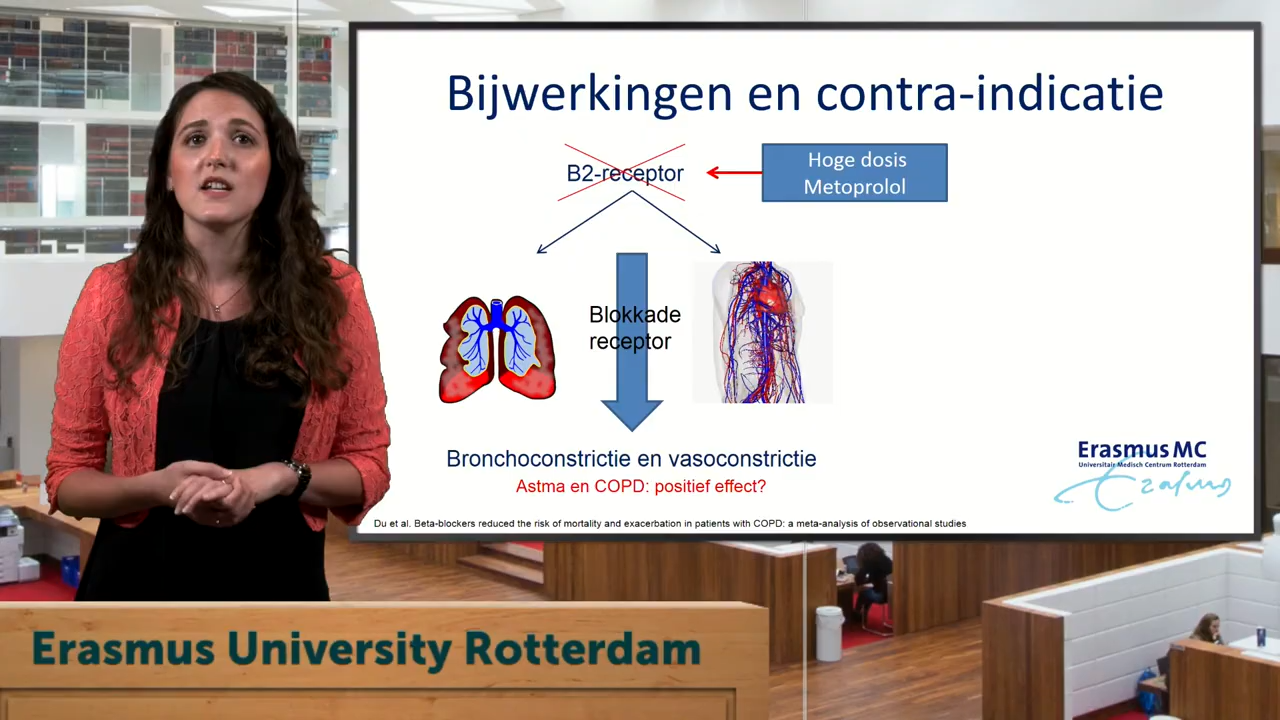 Bijwerkingen en contra-indicatie
B2-receptor
Hoge dosis
Metoprolol
Blokkade
receptor
Bronchoconstrictie en vasoconstrictie
Astma en COPD: positief effect?
Erasmus MC
Universitair Medisch Centrum Rotterdam
Erasmus
Du et al. Beta-blockers reduced the risk of mortality and exacerbation in patients with COPD: a meta-analysis of observational studies
Erasmus University Rotterdam